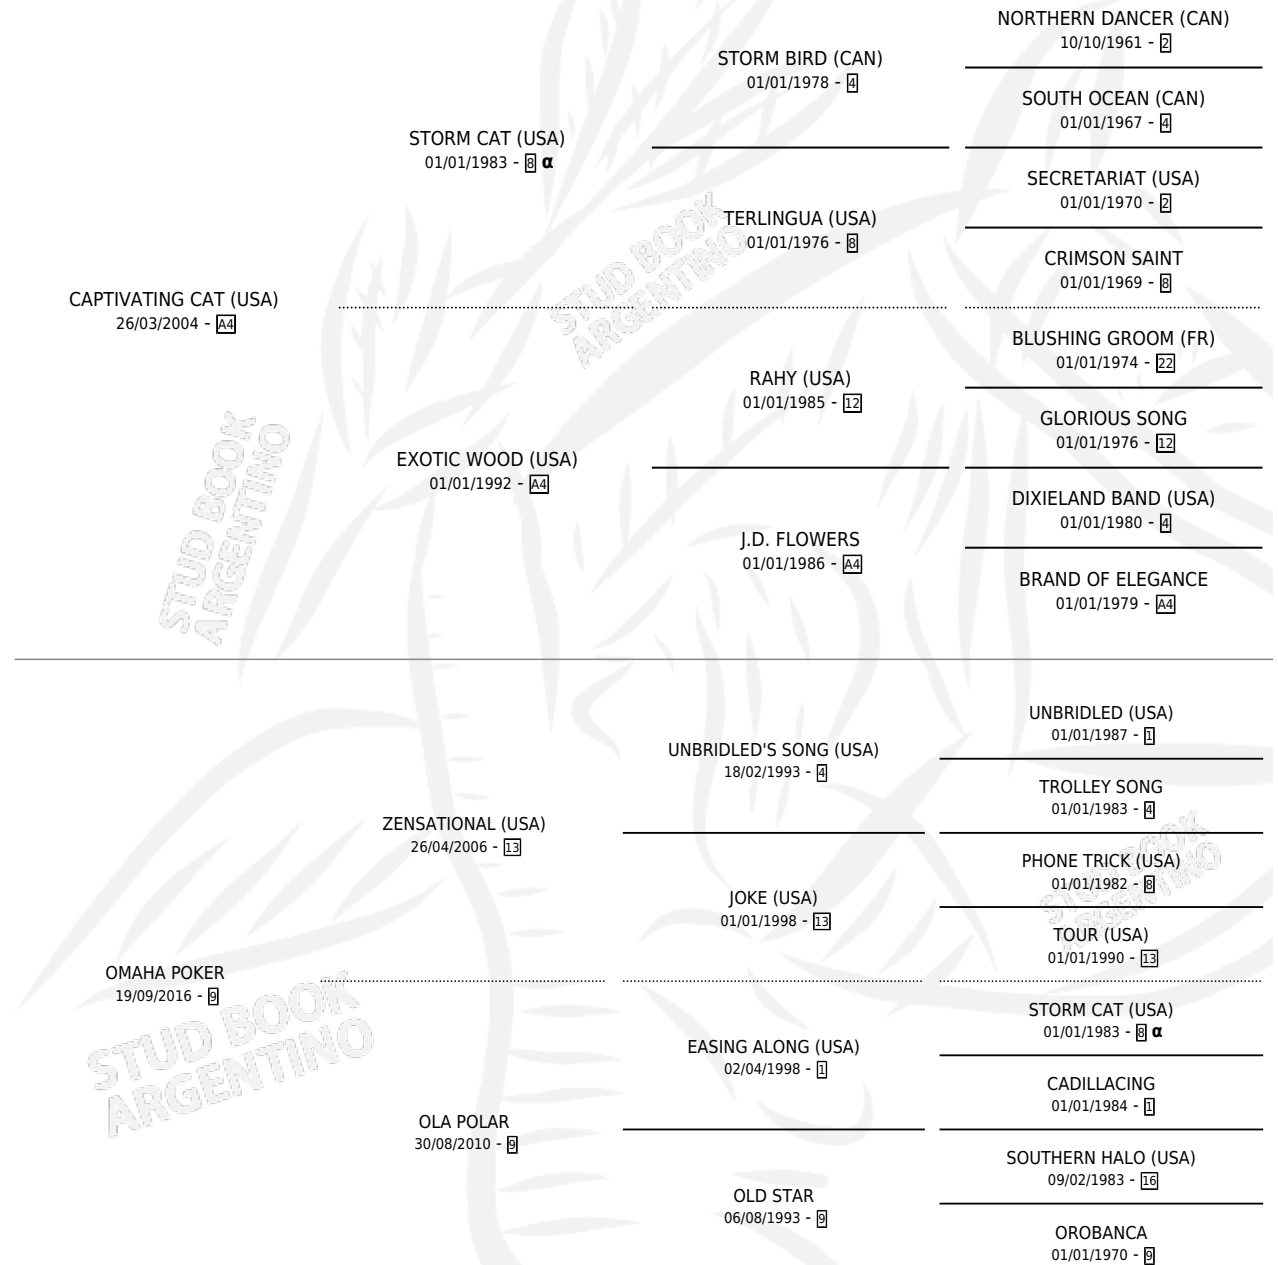 NORTHERN DANCER (CAN)
10/10/1961 - 2
STORM BIRD (CAN)
01/01/1978 - 4
SOUTH OCEAN (CAN)
01/01/1967 - 4
STORM CAT (USA)
01/01/1983 - 8 α
SECRETARIAT (USA)
01/01/1970 - 2
TERLINGUA (USA)
01/01/1976 - 8
CRIMSON SAINT
01/01/1969 - 8
CAPTIVATING CAT (USA)
26/03/2004 - A4
BLUSHING GROOM (FR)
01/01/1974 - 22
RAHY (USA)
01/01/1985 - 12
GLORIOUS SONG
01/01/1976 - 12
EXOTIC WOOD (USA)
01/01/1992 - A4
DIXIELAND BAND (USA)
01/01/1980 - 4
J.D. FLOWERS
01/01/1986 - A4
BRAND OF ELEGANCE
01/01/1979 - A4
UNBRIDLED (USA)
01/01/1987 - 1
UNBRIDLED'S SONG (USA)
18/02/1993 - 4
TROLLEY SONG
01/01/1983 - 4
ZENSATIONAL (USA)
26/04/2006 - 13
PHONE TRICK (USA)
01/01/1982 - 8
JOKE (USA)
01/01/1998 - 13
TOUR (USA)
01/01/1990 - 13
OMAHA POKER
19/09/2016 - 9
STORM CAT (USA)
01/01/1983 - 8 α
EASING ALONG (USA)
02/04/1998 - 1
CADILLACING
01/01/1984 - 1
OLA POLAR
30/08/2010 - 9
SOUTHERN HALO (USA)
09/02/1983 - 16
OLD STAR
06/08/1993 - 9
OROBANCA
01/01/1970 - 9
STUD BOOK
ARGENTINO
STUD BOOK
ARGENTINO
STUD BOOK
ARGENTINO
STUD BOOK
ARGENTINO